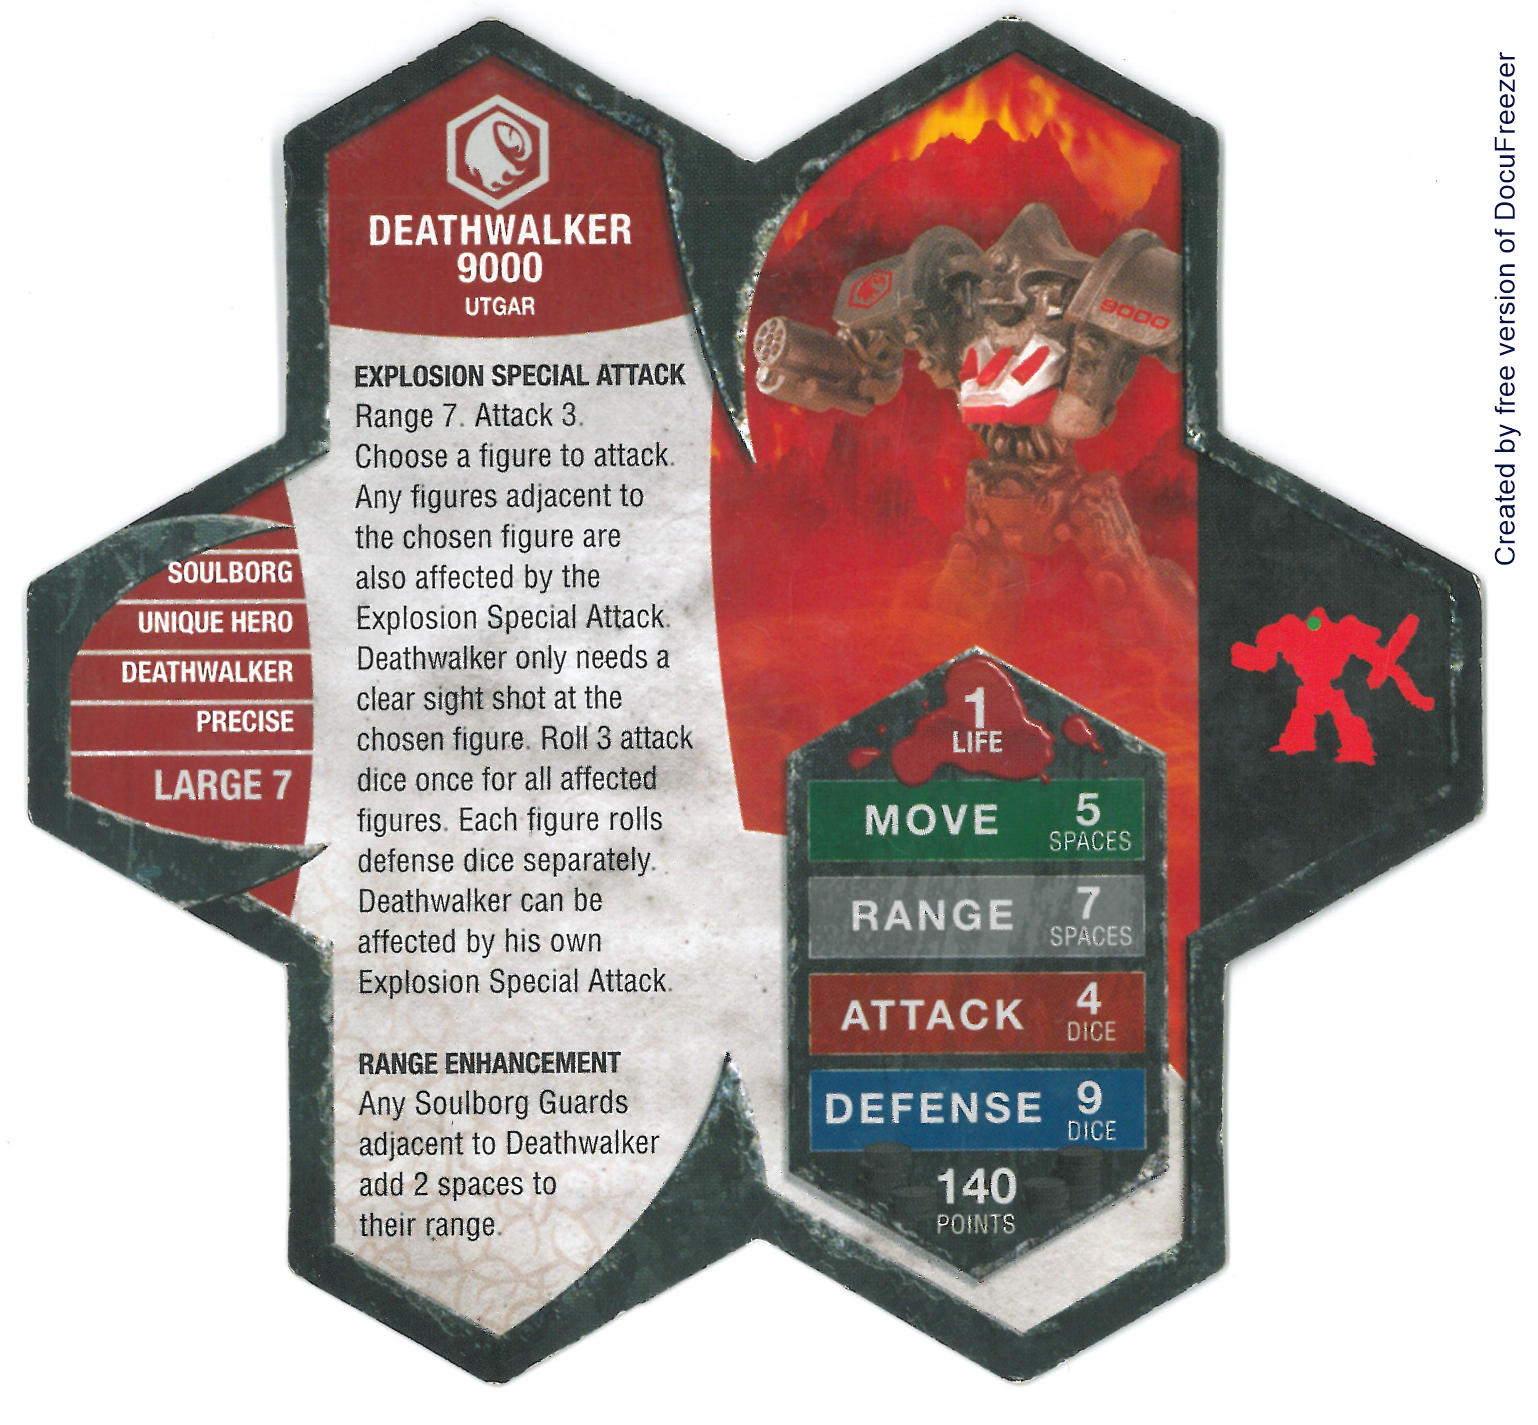 DEATHWALKER
9000
UTGAR
EXPLOSION SPECIAL ATTACK
Range 7. Attack 3.
Choose a figure to attack.
Any figures adjacent to
the chosen figure are
also affected by the
Explosion Special Attack.
Deathwalker only needs a
clear sight shot at the
chosen figure. Roll 3 attack
dice once for all affected
figures. Each figure rolls
defense dice separately.
Deathwalker can be
affected by his own
Explosion Special Attack.
RANGE ENHANCEMENT
Any Soulborg Guards
adjacent to Deathwalker
add 2 spaces to
their range.
SOULBORG
UNIQUE HERO
DEATHWALKER
PRECISE
LARGE 7
9000
1
LIFE
MOVE 5
SPACES
RANGE 7
SPACES
ATTACK 4
DICE
DEFENSE 9
DICE
140
POINTS
Created by free version of DocuFreezer